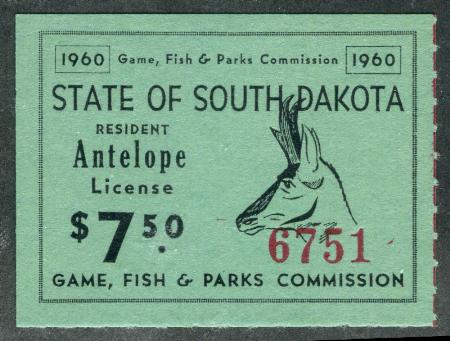 1960 Game, Fish & Parks Commission 1960
STATE OF SOUTH DAKOTA
RESIDENT
Antelope
License
$7.50
6751
GAME, FISH & PARKS COMMISSION